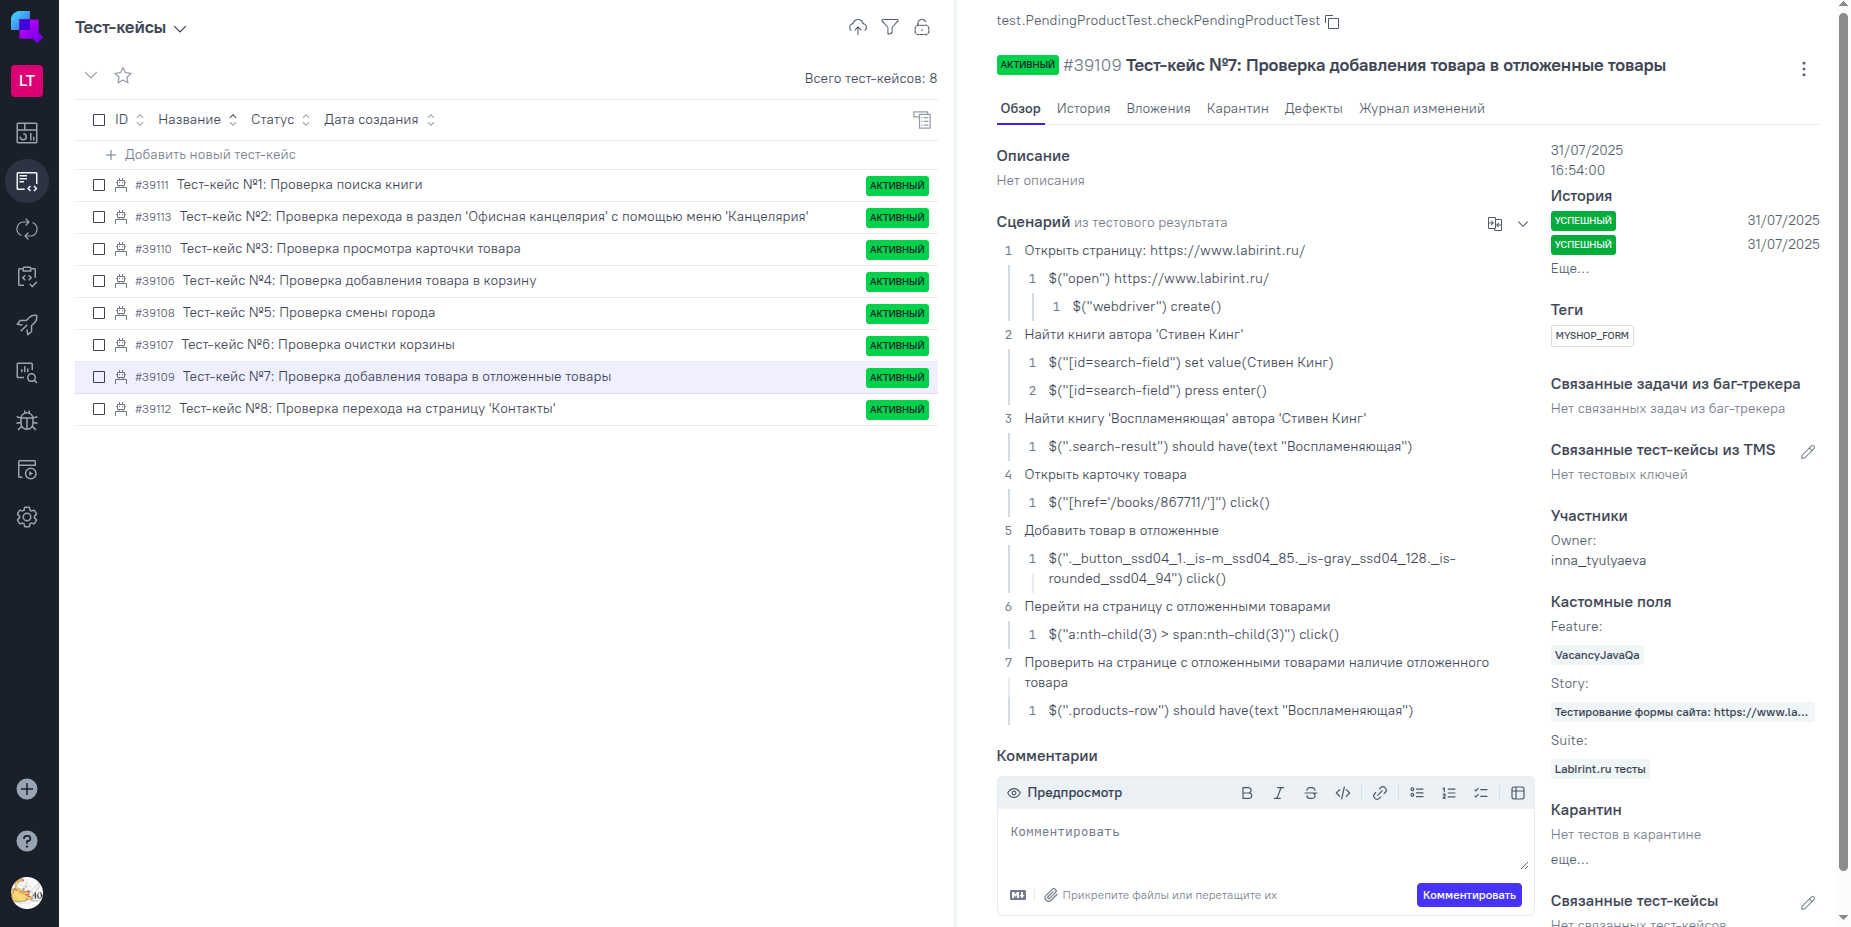 LT
Тест-кейсы
Всего тест-кейсов: 8
ID Название Статус Дата создания
Добавить новый тест-кейс
#39111 Тест-кейс №1: Проверка поиска книги АКТИВНЫЙ
#39113 Тест-кейс №2: Проверка перехода в раздел 'Офисная канцелярия' с помощью меню 'Канцелярия' АКТИВНЫЙ
#39110 Тест-кейс №3: Проверка просмотра карточки товара АКТИВНЫЙ
#39106 Тест-кейс №4: Проверка добавления товара в корзину АКТИВНЫЙ
#39108 Тест-кейс №5: Проверка смены города АКТИВНЫЙ
#39107 Тест-кейс №6: Проверка очистки корзины АКТИВНЫЙ
#39109 Тест-кейс №7: Проверка добавления товара в отложенные товары АКТИВНЫЙ
#39112 Тест-кейс №8: Проверка перехода на страницу 'Контакты' АКТИВНЫЙ
test.PendingProductTest.checkPendingProductTest
АКТИВНЫЙ #39109 Тест-кейс №7: Проверка добавления товара в отложенные товары
Обзор История Вложения Карантин Дефекты Журнал изменений
Описание
Нет описания
Сценарий из тестового результата
1 Открыть страницу: https://www.labirint.ru/
1 $("open") https://www.labirint.ru/
1 $("webdriver") create()
2 Найти книги автора 'Стивен Кинг'
1 $("[id=search-field") set value(Стивен Кинг)
2 $("[id=search-field") press enter()
3 Найти книгу 'Воспламеняющая' автора 'Стивен Кинг'
1 $(".search-result") should have(text "Воспламеняющая")
4 Открыть карточку товара
1 $("[href='/books/867711/']") click()
5 Добавить товар в отложенные
1 $("._button_ssd04_1._is-m_ssd04_85._is-gray_ssd04_128._is-
rounded_ssd04_94") click()
6 Перейти на страницу с отложенными товарами
1 $("a:nth-child(3) > span:nth-child(3)") click()
7 Проверить на странице с отложенными товарами наличие отложенного
товара
1 $(".products-row") should have(text "Воспламеняющая")
Комментарии
Предпросмотр
Комментировать
Прикрепите файлы или перетащите их
Комментировать
31/07/2025
16:54:00
История
УСПЕШНЫЙ 31/07/2025
УСПЕШНЫЙ 31/07/2025
Еще...
Теги
MYSHOP_FORM
Связанные задачи из баг-трекера
Нет связанных задач из баг-трекера
Связанные тест-кейсы из TMS
Нет тестовых ключей
Участники
Owner:
inna_tyulyaeva
Кастомные поля
Feature:
VacancyJavaQa
Story:
Тестирование формы сайта: https://www.la...
Suite:
Labirint.ru тесты
Карантин
Нет тестов в карантине
еще...
Связанные тест-кейсы
Нет связанных тест-кейсов